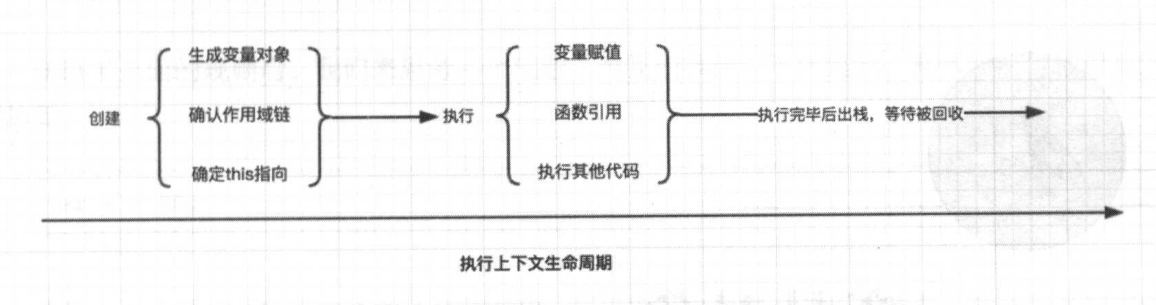 生成变量对象
变量赋值
创建
确认作用域链
执行
函数引用
执行完毕后出栈，等待被回收
确定this指向
执行其他代码
执行上下文生命周期